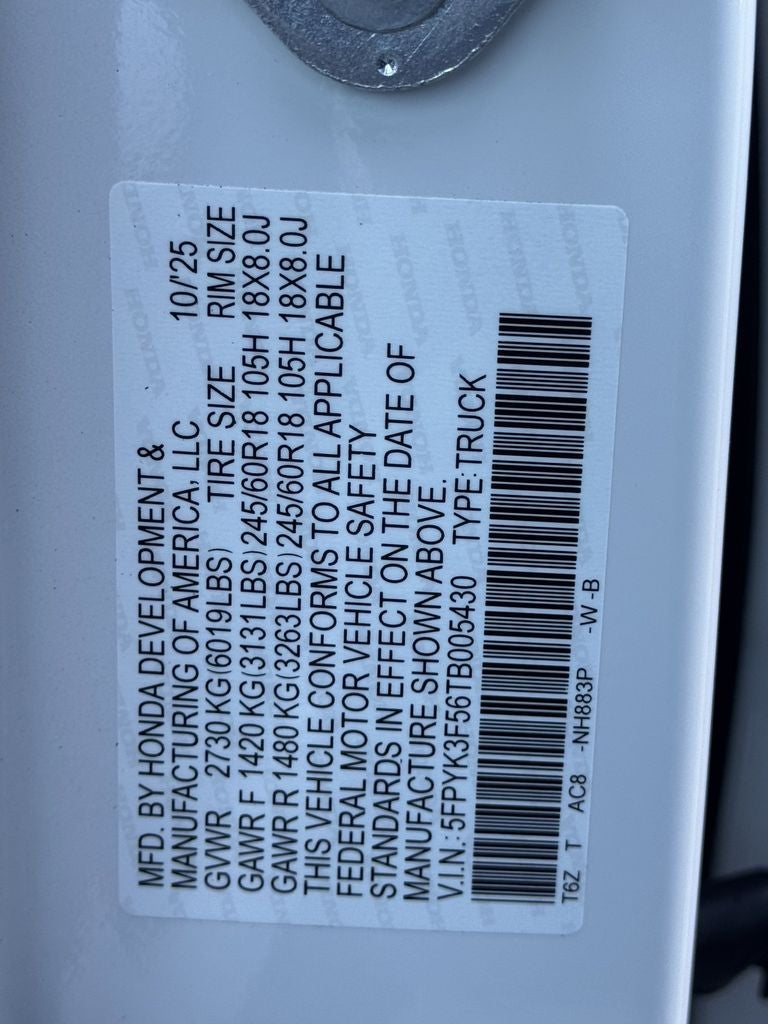 MFD. BY HONDA DEVELOPMENT &
MANUFACTURING OF AMERICA, LLC 10/'25
GVWR 2730 KG(6019LBS) TIRE SIZE RIM SIZE
GAWR F 1420 KG(3131LBS) 245/60R18 105H 18X8.0J
GAWR R 1480 KG(3263LBS) 245/60R18 105H 18X8.0J
THIS VEHICLE CONFORMS TO ALL APPLICABLE
FEDERAL MOTOR VEHICLE SAFETY
STANDARDS IN EFFECT ON THE DATE OF
MANUFACTURE SHOWN ABOVE.
V.I.N.: 5FPYK3F56TB005430 TYPE: TRUCK
T6Z T AC8 -NH883P -W -B